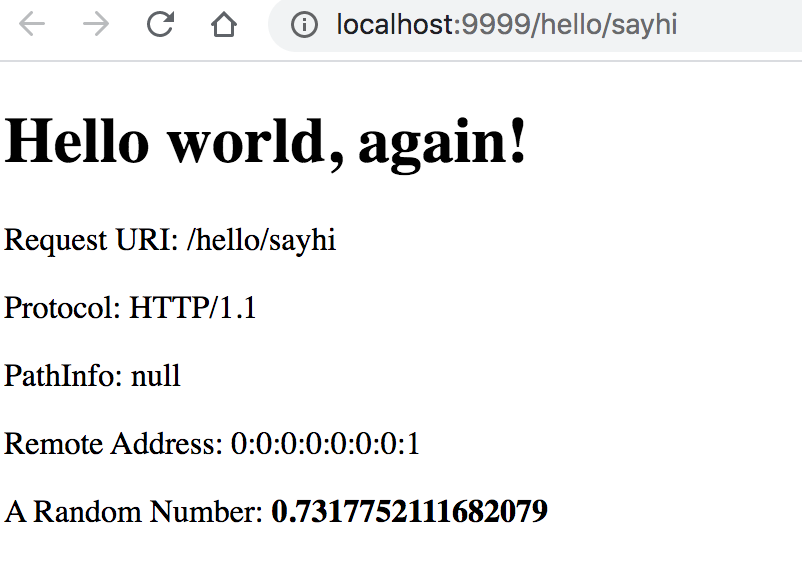 localhost:9999/hello/sayhi
Hello world, again!
Request URI: /hello/sayhi
Protocol: HTTP/1.1
PathInfo: null
Remote Address: 0:0:0:0:0:0:0:1
A Random Number: 0.7317752111682079